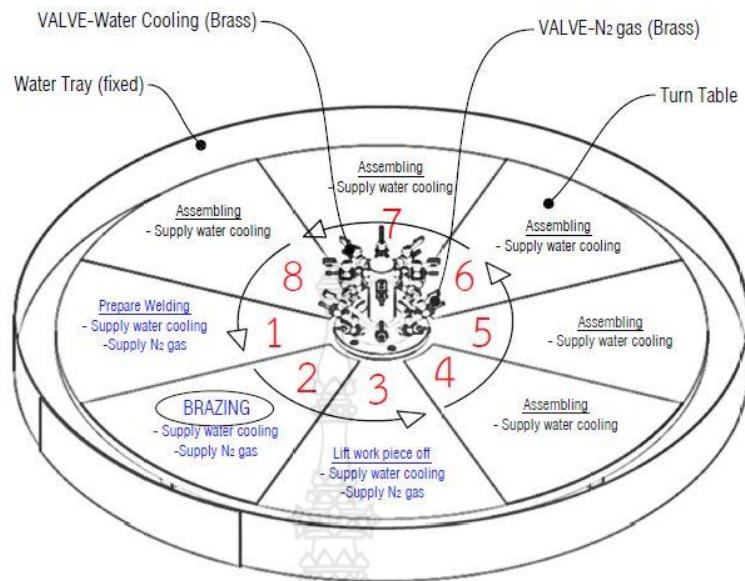 VALVE-Water Cooling (Brass)
VALVE-N₂ gas (Brass)
Water Tray (fixed)
Turn Table
Assembling
- Supply water cooling
7
Assembling
- Supply water cooling
8
Assembling
- Supply water cooling
6
Prepare Welding
- Supply water cooling
-Supply N₂ gas
1
Assembling
- Supply water cooling
5
BRAZING
- Supply water cooling
-Supply N₂ gas
2
Lift work piece off
- Supply water cooling
-Supply N₂ gas
3
Assembling
- Supply water cooling
4